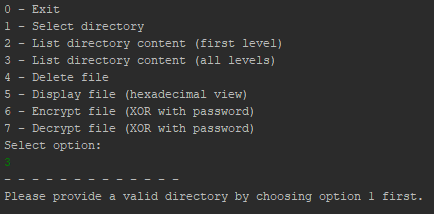 0 - Exit
1 - Select directory
2 - List directory content (first level)
3 - List directory content (all levels)
4 - Delete file
5 - Display file (hexadecimal view)
6 - Encrypt file (XOR with password)
7 - Decrypt file (XOR with password)
Select option:
3
- - - - - - - - - - - - -
Please provide a valid directory by choosing option 1 first.